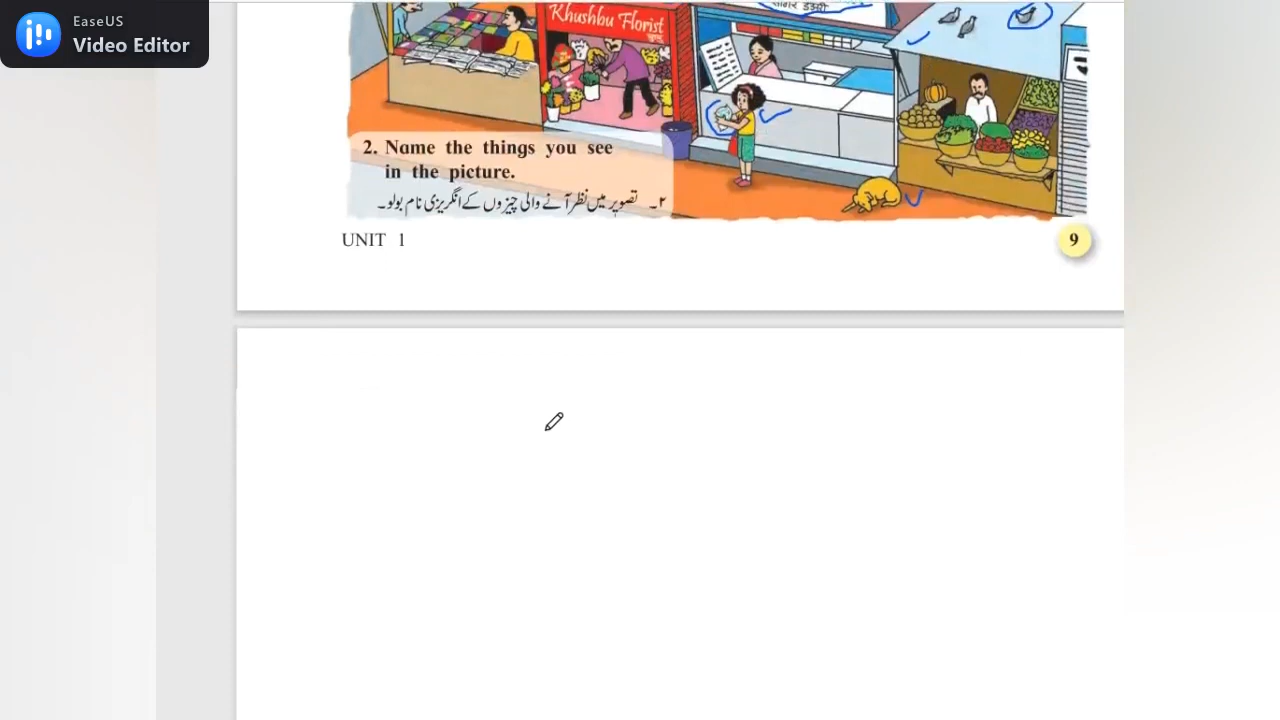 EaseUS
Video Editor
Khushbu Florist
2. Name the things you see
in the picture.
۲۔ تصویر میں نظر آنے والی چیزوں کے انگریزی نام بولو۔
UNIT 1
9